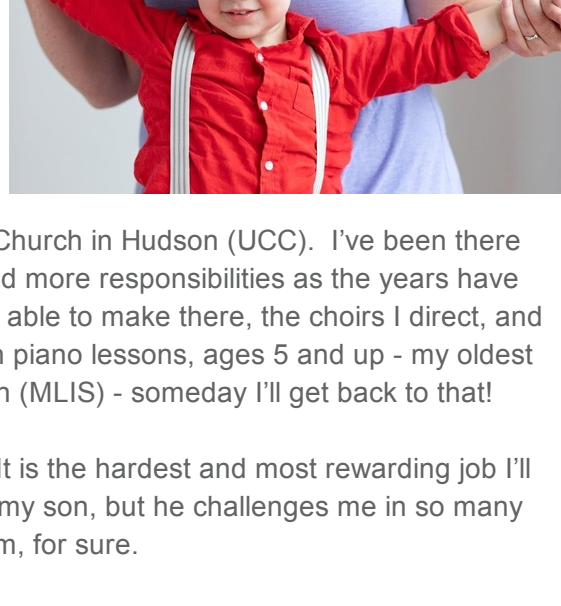 Church in Hudson (UCC).  I've been there
d more responsibilities as the years have
able to make there, the choirs I direct, and
n piano lessons, ages 5 and up - my oldest
n (MLIS) - someday I'll get back to that!
It is the hardest and most rewarding job I'll
my son, but he challenges me in so many
m, for sure.